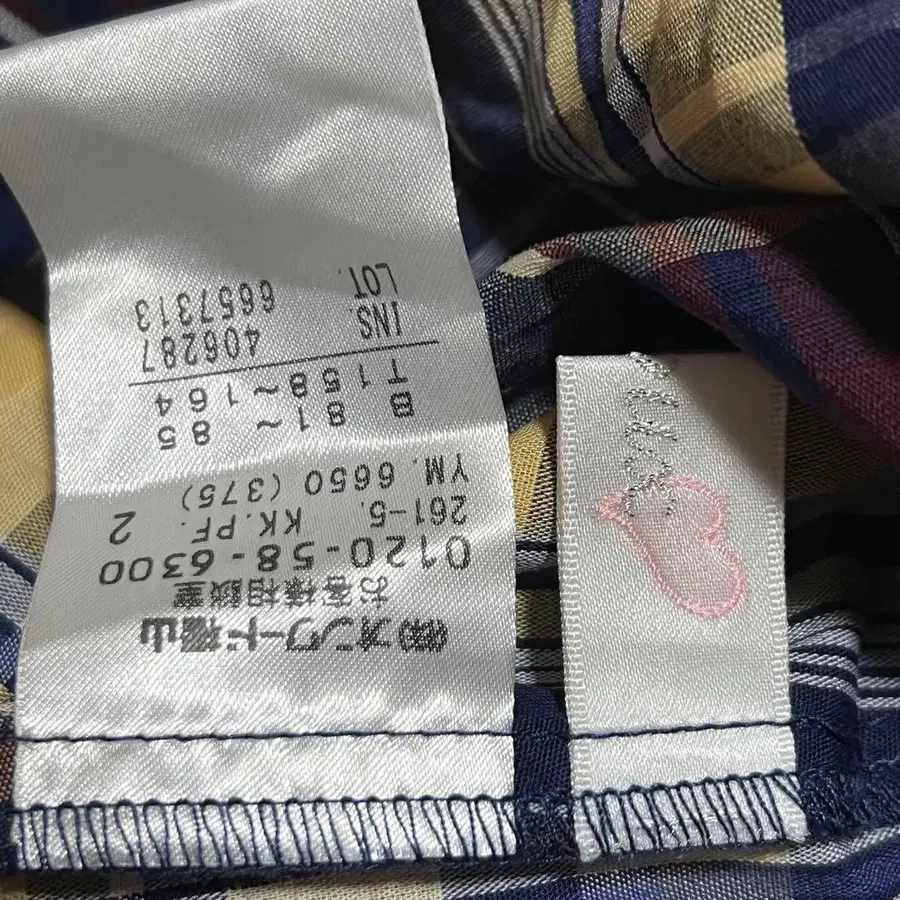 ㈱オンワード樫山
お客様相談室
0120-58-6300
261-5. KK.PF. 2
YM. 6650 (375)
B 81~ 85
T158~164
INS 406287
LOT. 6657313